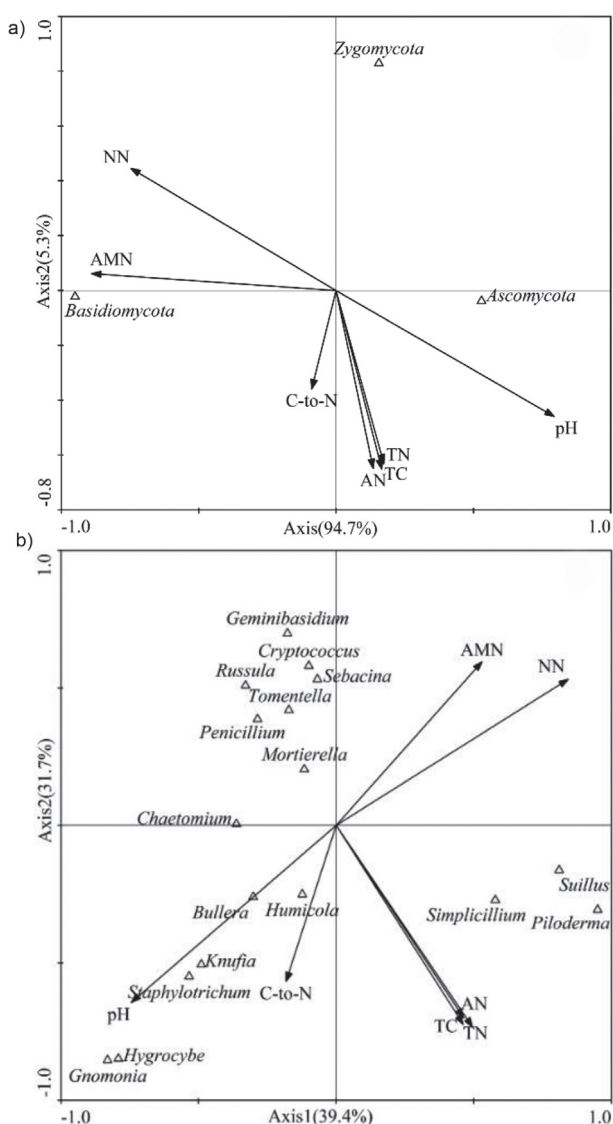 a)
1.0
Zygomycota
NN
AMN
Basidiomycota
Ascomycota
C-to-N
pH
TN
TC
AN
Axis2(5.3%)
-0.8
-1.0
Axis(94.7%)
1.0
b)
1.0
Geminibasidium
Cryptococcus
AMN
Russula
Sebacina
NN
Tomentella
Penicillium
Mortierella
Axis2(31.7%)
Chaetomium
Suillus
Bullera
Humicola
Simplicillium
Piloderma
Knufia
Staphylotrichum
C-to-N
AN
pH
TC
TN
Hygrocybe
Gnomonia
-1.0
-1.0
Axis1(39.4%)
1.0